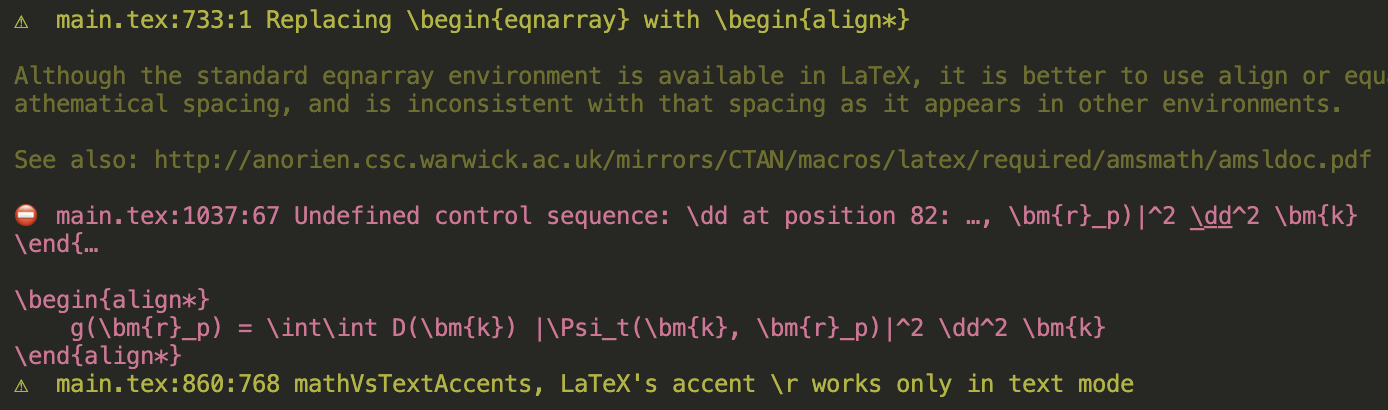 ⚠ main.tex:733:1 Replacing \begin{eqnarray} with \begin{align*}
Although the standard eqnarray environment is available in LaTeX, it is better to use align or equ
athematical spacing, and is inconsistent with that spacing as it appears in other environments.
See also: http://anorien.csc.warwick.ac.uk/mirrors/CTAN/macros/latex/required/amsmath/amsldoc.pdf
⛔ main.tex:1037:67 Undefined control sequence: \dd at position 82: …, \bm{r}_p)|^2 \̲d̲d̲^2 \bm{k}
\end{…
\begin{align*}
    g(\bm{r}_p) = \int\int D(\bm{k}) |\Psi_t(\bm{k}, \bm{r}_p)|^2 \dd^2 \bm{k}
\end{align*}
⚠ main.tex:860:768 mathVsTextAccents, LaTeX's accent \r works only in text mode